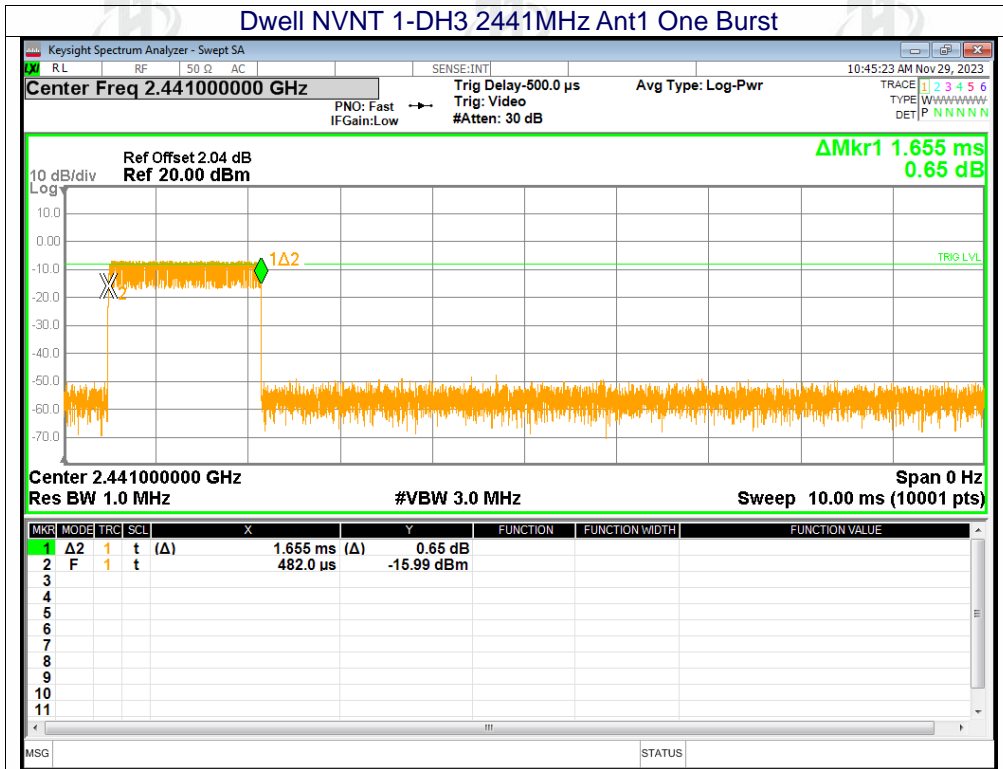 Dwell NVNT 1-DH3 2441MHz Ant1 One Burst
Keysight Spectrum Analyzer - Swept SA
LXI RL RF 50 Ω AC SENSE:INT 10:45:23 AM Nov 29, 2023
Center Freq 2.441000000 GHz
PNO: Fast
IFGain:Low
Trig Delay-500.0 µs
Trig: Video
#Atten: 30 dB
Avg Type: Log-Pwr
TRACE 1 2 3 4 5 6
TYPE WWWWWWW
DET P N N N N N
ΔMkr1 1.655 ms
0.65 dB
Ref Offset 2.04 dB
10 dB/div Ref 20.00 dBm
Log
10.0
0.00
-10.0
-20.0
-30.0
-40.0
-50.0
-60.0
-70.0
1Δ2
TRIG LVL
2
Center 2.441000000 GHz Span 0 Hz
Res BW 1.0 MHz #VBW 3.0 MHz Sweep 10.00 ms (10001 pts)
MKR MODE TRC SCL X Y FUNCTION FUNCTION WIDTH FUNCTION VALUE
1 Δ2 1 t (Δ) 1.655 ms (Δ) 0.65 dB
2 F 1 t 482.0 µs -15.99 dBm
3
4
5
6
7
8
9
10
11
MSG STATUS